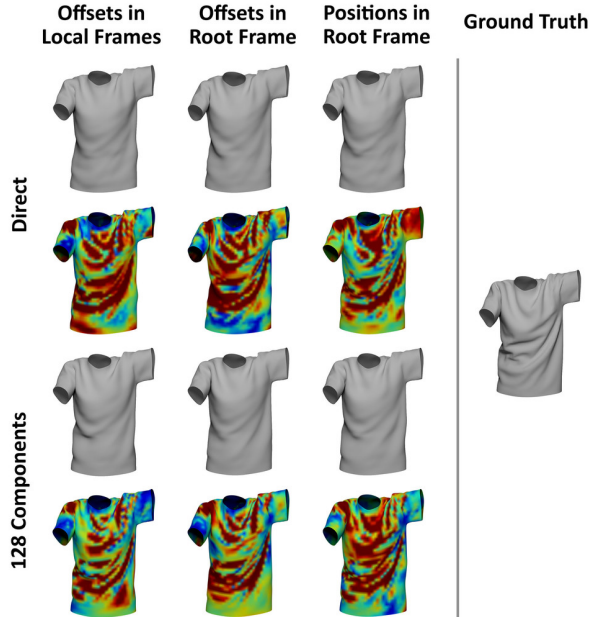 Offsets in
Local Frames
Offsets in
Root Frame
Positions in
Root Frame
Ground Truth
Direct
128 Components